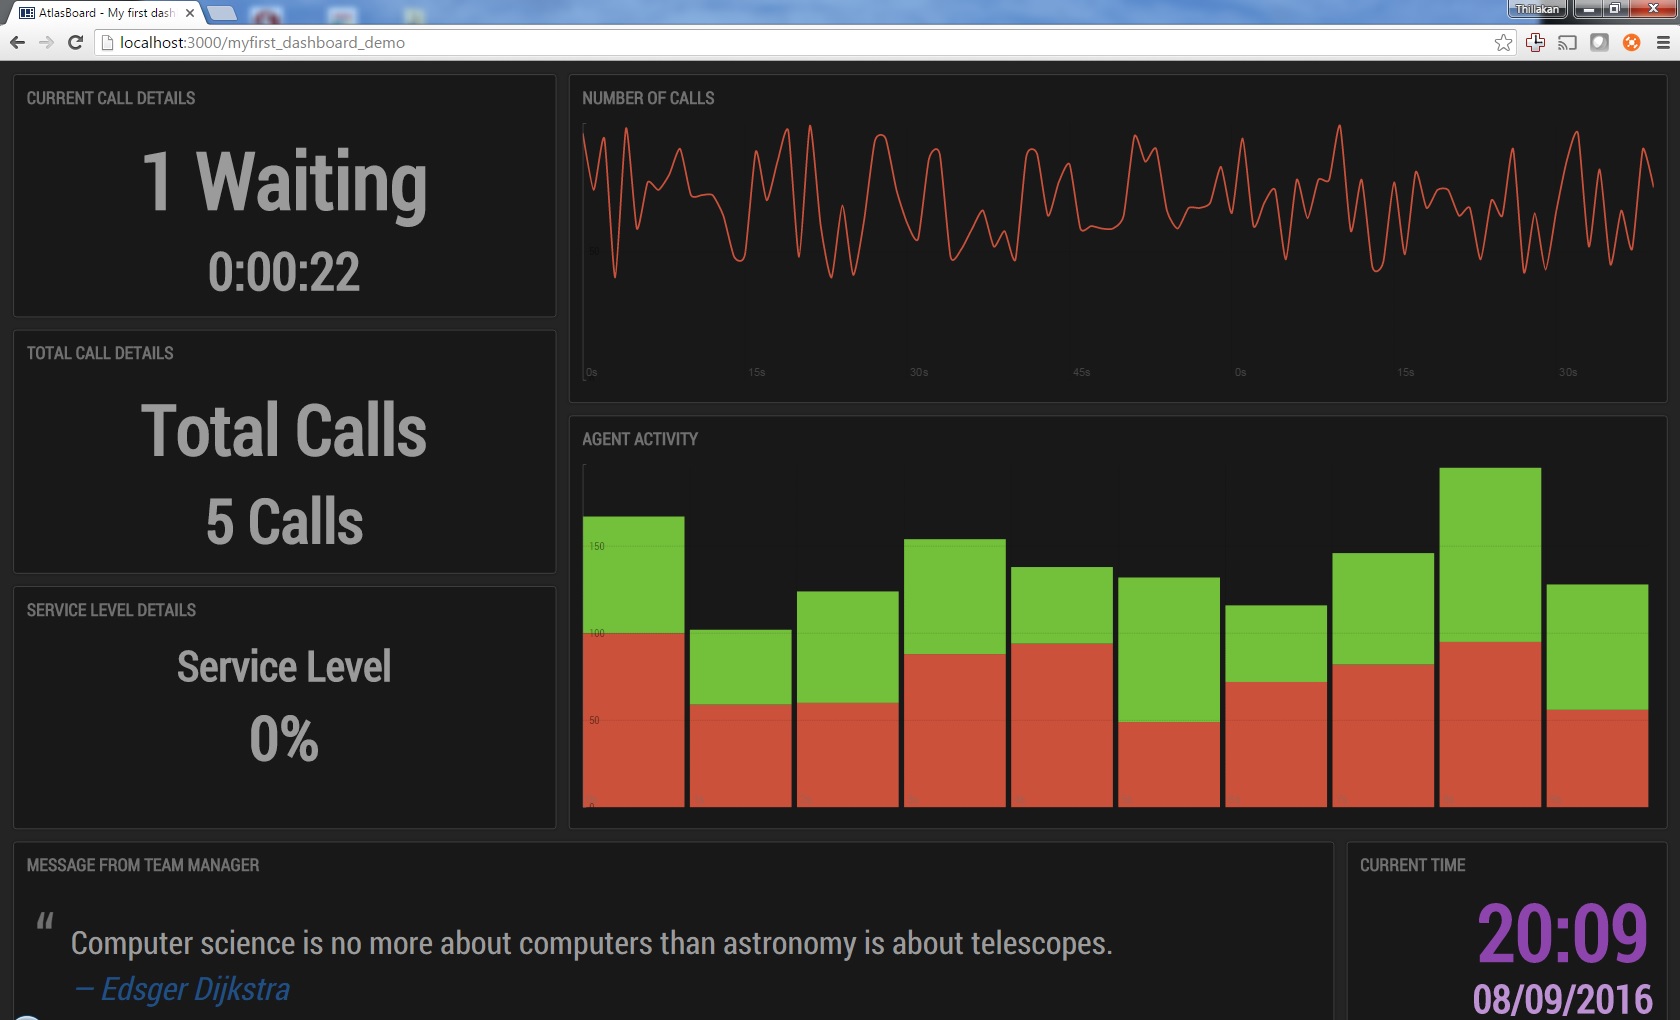 AtlasBoard - My first dash
Thillakan
localhost:3000/myfirst_dashboard_demo
CURRENT CALL DETAILS
1 Waiting
0:00:22
NUMBER OF CALLS
50
0s 15s 30s 45s 0s 15s 30s
TOTAL CALL DETAILS
Total Calls
5 Calls
AGENT ACTIVITY
150
100
50
0
SERVICE LEVEL DETAILS
Service Level
0%
MESSAGE FROM TEAM MANAGER
“
Computer science is no more about computers than astronomy is about telescopes.
— Edsger Dijkstra
CURRENT TIME
20:09
08/09/2016